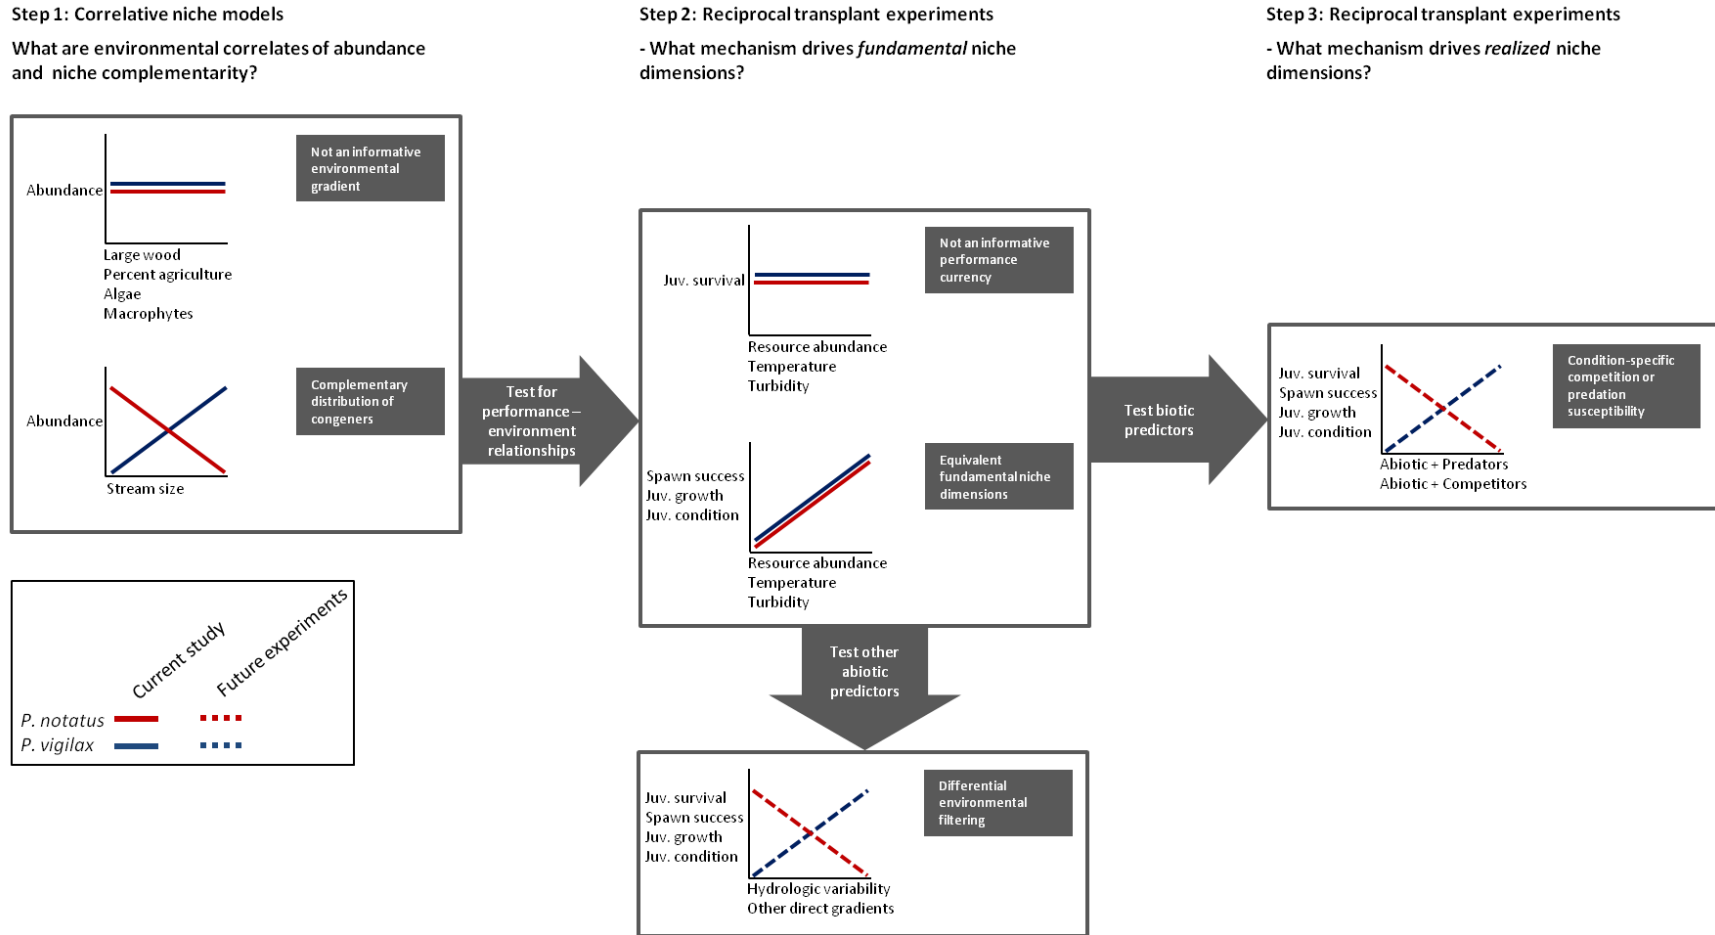 Step 1: Correlative niche models
What are environmental correlates of abundance
and niche complementarity?
Step 2: Reciprocal transplant experiments
- What mechanism drives fundamental niche
dimensions?
Step 3: Reciprocal transplant experiments
- What mechanism drives realized niche
dimensions?
Abundance
Not an informative
environmental
gradient
Large wood
Percent agriculture
Algae
Macrophytes
Abundance
Complementary
distribution of
congeners
Stream size
Test for
performance –
environment
relationships
Juv. survival
Not an informative
performance
currency
Resource abundance
Temperature
Turbidity
Spawn success
Juv. growth
Juv. condition
Equivalent
fundamental niche
dimensions
Resource abundance
Temperature
Turbidity
Test biotic
predictors
Juv. survival
Spawn success
Juv. growth
Juv. condition
Condition-specific
competition or
predation
susceptibility
Abiotic + Predators
Abiotic + Competitors
Current study
Future experiments
P. notatus
P. vigilax
Test other
abiotic
predictors
Juv. survival
Spawn success
Juv. growth
Juv. condition
Differential
environmental
filtering
Hydrologic variability
Other direct gradients